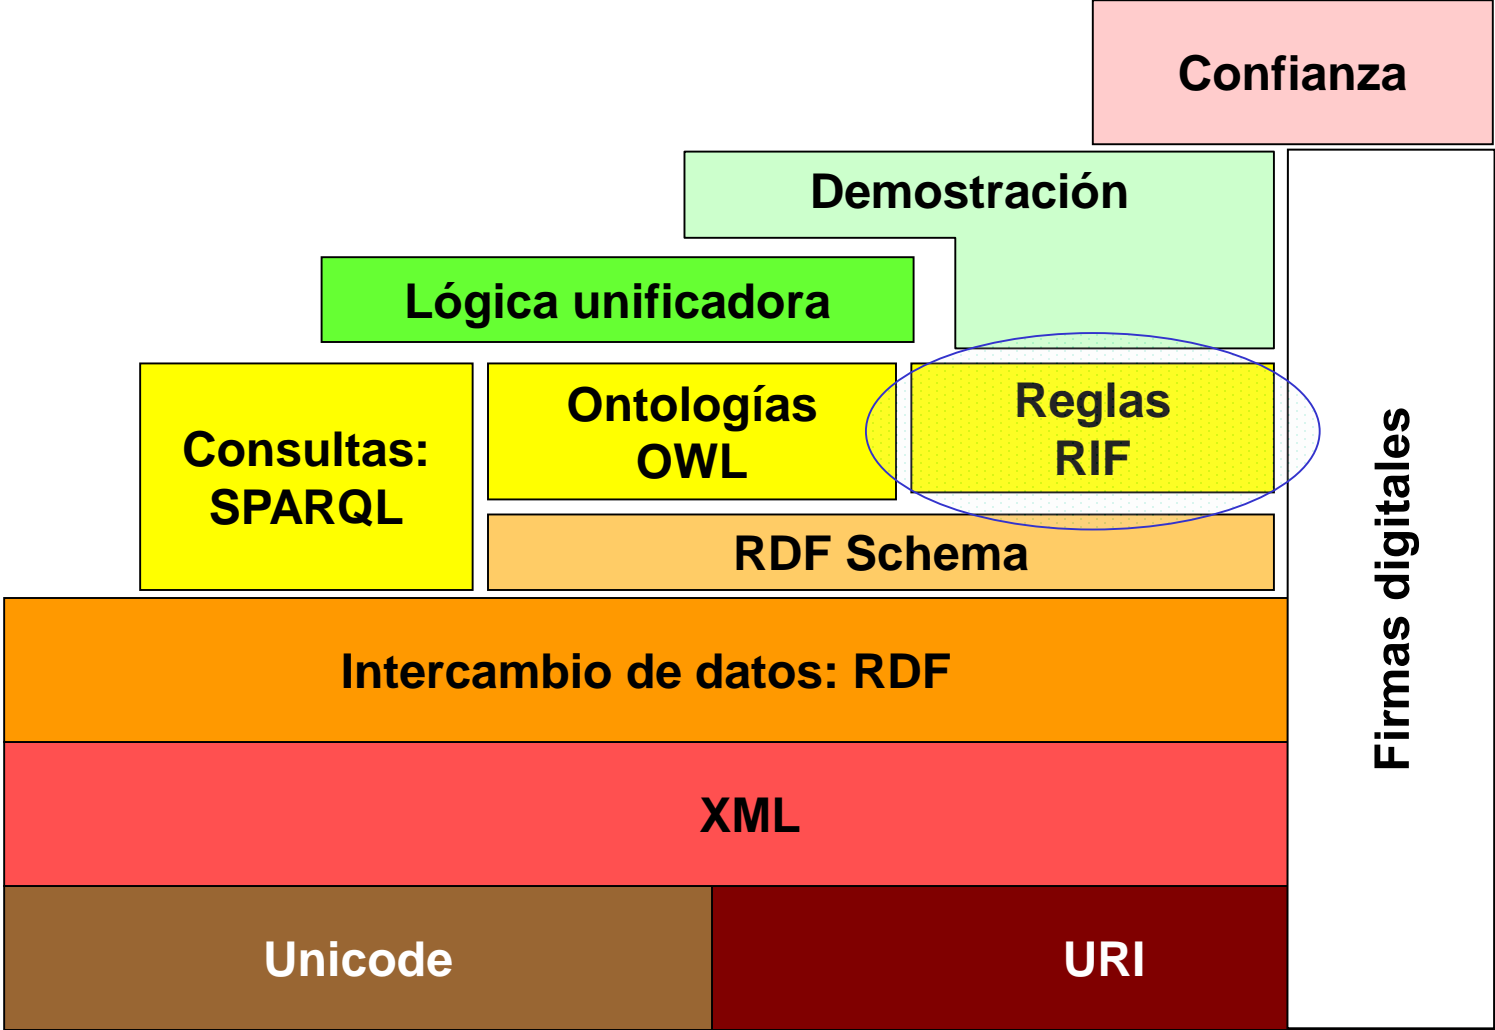 Confianza
Demostración
Lógica unificadora
Consultas:
SPARQL
Ontologías
OWL
Reglas
RIF
RDF Schema
Intercambio de datos: RDF
XML
Unicode
URI
Firmas digitales